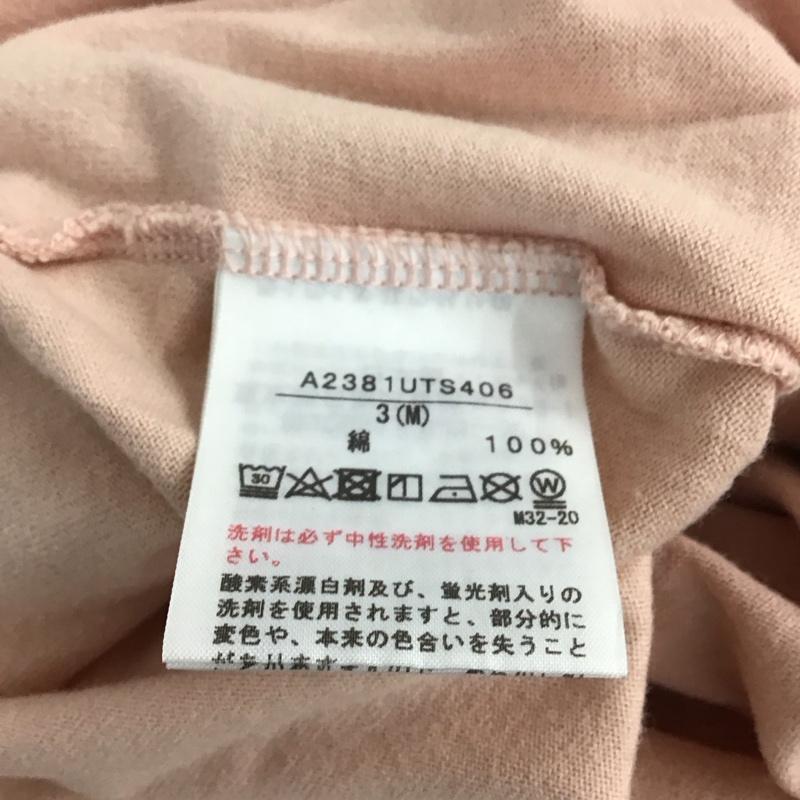 A2381UTS406
3(M)
綿 100%
30 W
M32-20
洗剤は必ず中性洗剤を使用して下
さい。
酸素系漂白剤及び、蛍光剤入りの
洗剤を使用されますと、部分的に
変色や、本来の色合いを失うこと